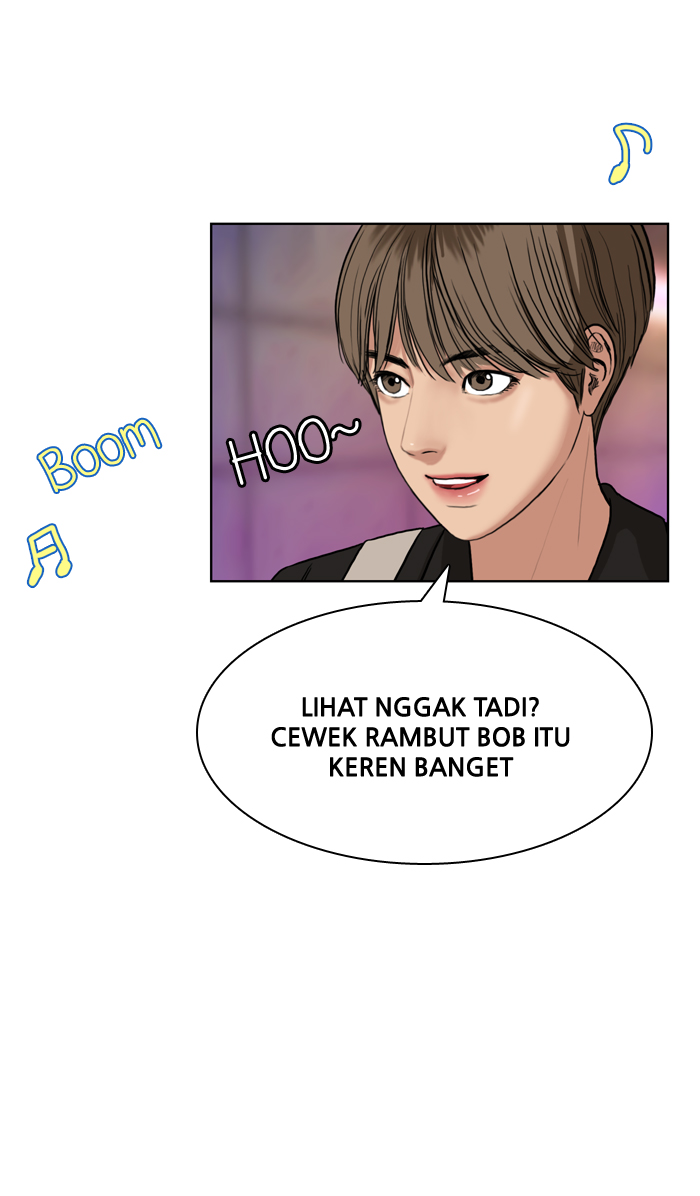 Boom
HOO~
LIHAT NGGAK TADI?
CEWEK RAMBUT BOB ITU
KEREN BANGET